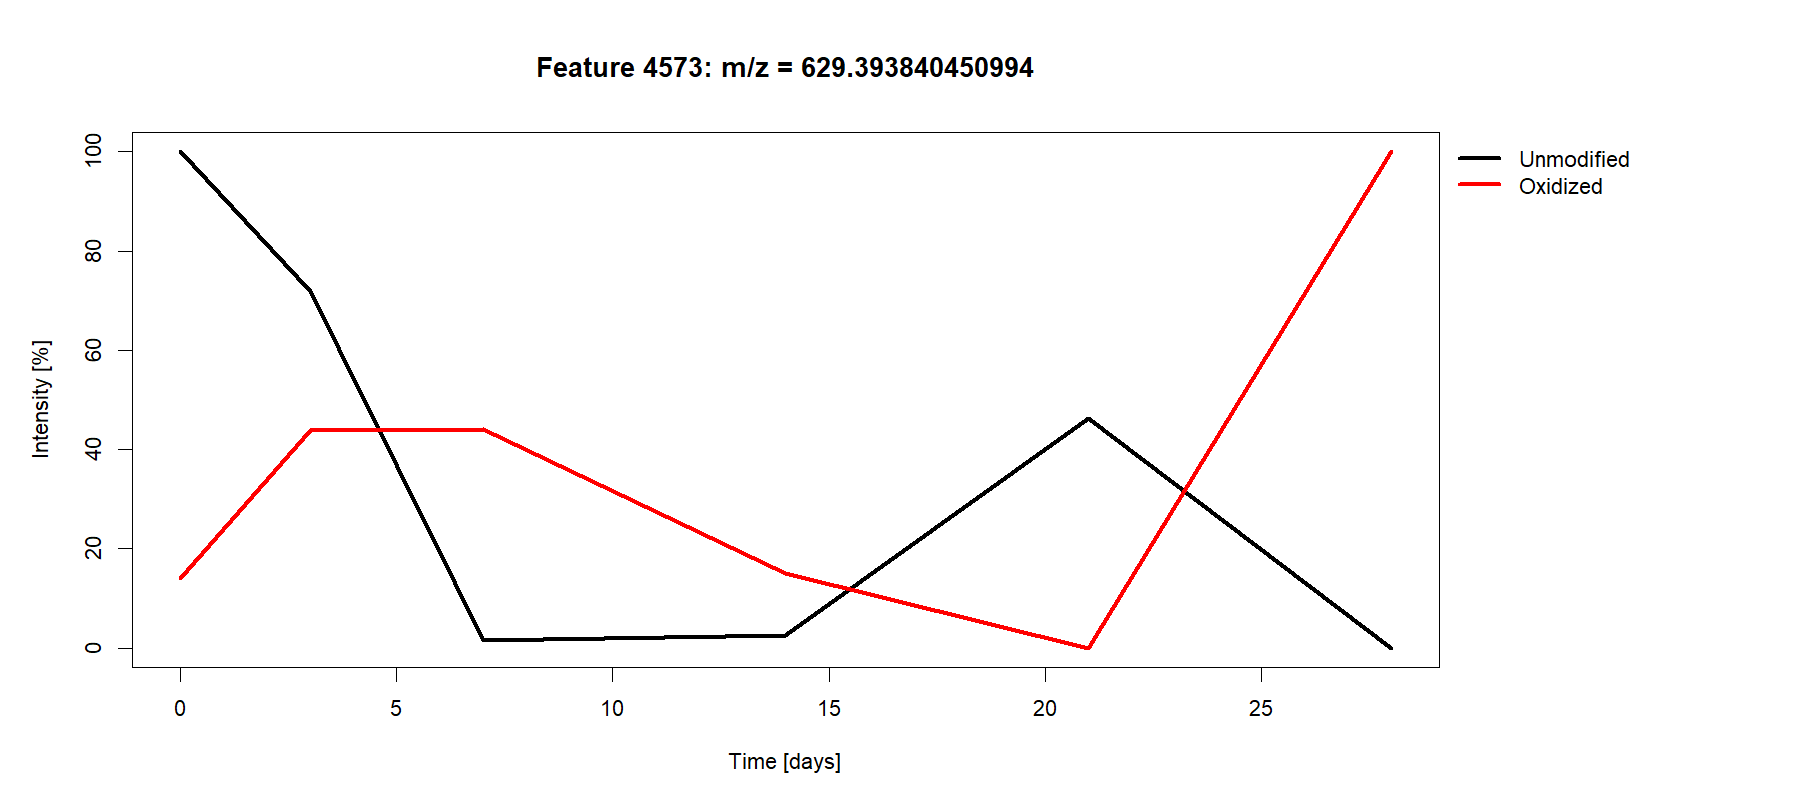 Feature 4573: m/z = 629.393840450994
Unmodified
Oxidized
Intensity [%]
100
80
60
40
20
0
0 5 10 15 20 25
Time [days]